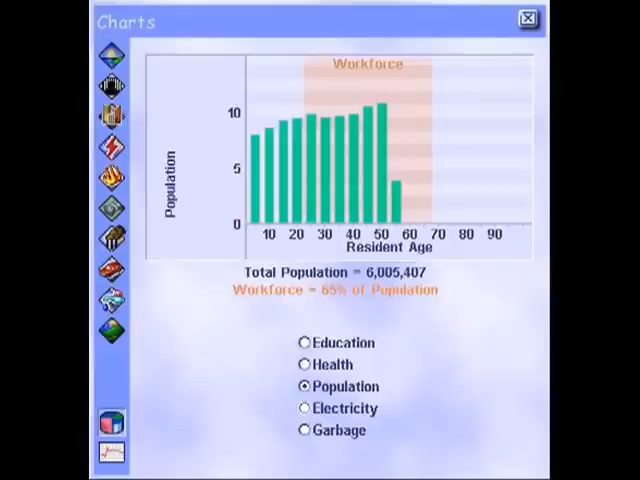 Charts
Workforce
Population
10
5
0
10 20 30 40 50 60 70 80 90
Resident Age
Total Population = 6,005,407
Workforce = 65% of Population
Education
Health
Population
Electricity
Garbage